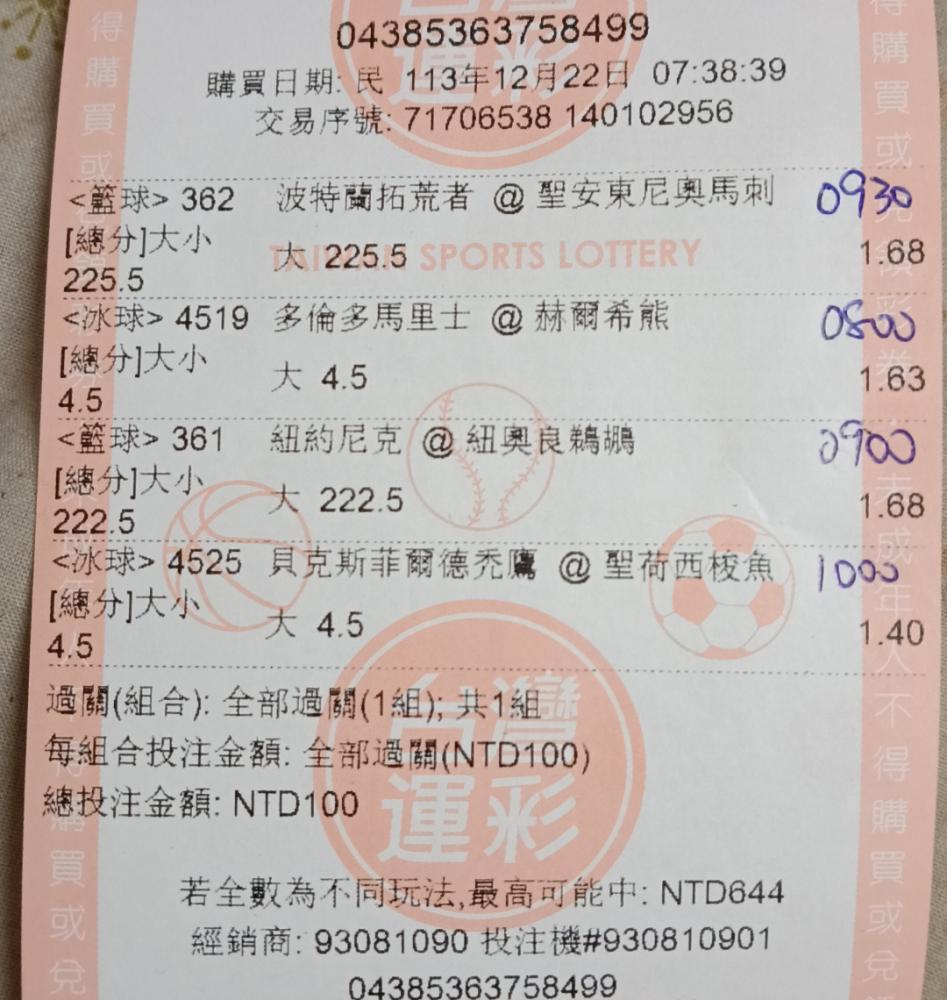 04385363758499
購買日期: 民 113年12月22日 07:38:39
交易序號: 71706538 140102956
<籃球> 362 波特蘭拓荒者 @ 聖安東尼奧馬刺 0930
[總分]大小 大 225.5 1.68
225.5
TAIWAN SPORTS LOTTERY
<冰球> 4519 多倫多馬里士 @ 赫爾希熊 0800
[總分]大小 大 4.5 1.63
4.5
<籃球> 361 紐約尼克 @ 紐奧良鵜鶘 0900
[總分]大小 大 222.5 1.68
222.5
<冰球> 4525 貝克斯菲爾德禿鷹 @ 聖荷西梭魚 1000
[總分]大小 大 4.5 1.40
4.5
過關(組合): 全部過關(1組); 共1組
每組合投注金額: 全部過關(NTD100)
總投注金額: NTD100
台灣
運彩
若全數為不同玩法,最高可能中: NTD644
經銷商: 93081090 投注機#930810901
04385363758499